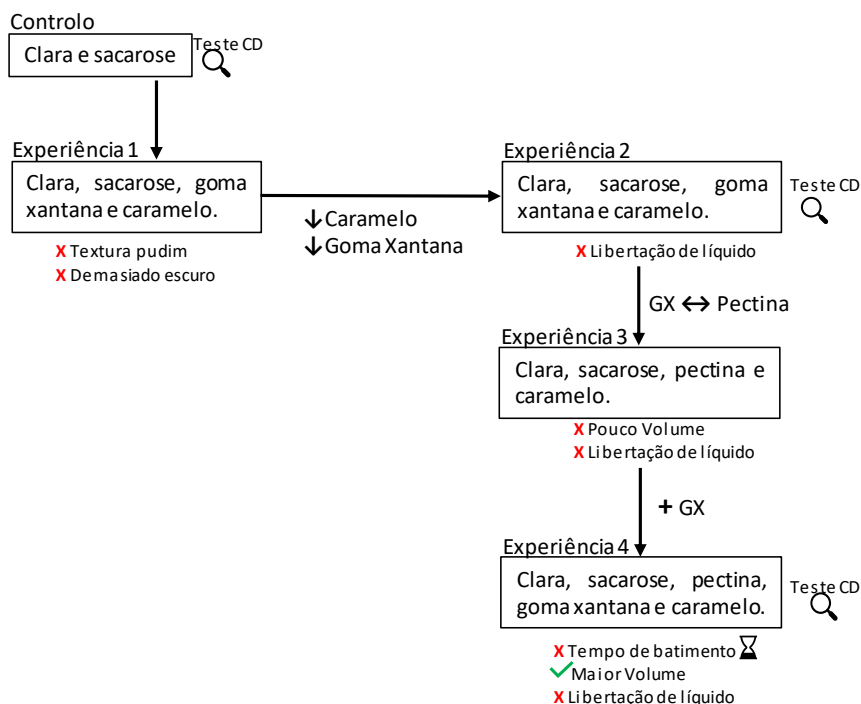 Controlo
Clara e sacarose
Teste CD
Experiência 1
Clara, sacarose, goma
xantana e caramelo.
X Textura pudim
X Demasiado escuro
↓Caramelo
↓Goma Xantana
Experiência 2
Clara, sacarose, goma
xantana e caramelo.
Teste CD
X Libertação de líquido
GX ↔ Pectina
Experiência 3
Clara, sacarose, pectina e
caramelo.
X Pouco Volume
X Libertação de líquido
+ GX
Experiência 4
Clara, sacarose, pectina,
goma xantana e caramelo.
Teste CD
X Tempo de batimento
✓Maior Volume
X Libertação de líquido